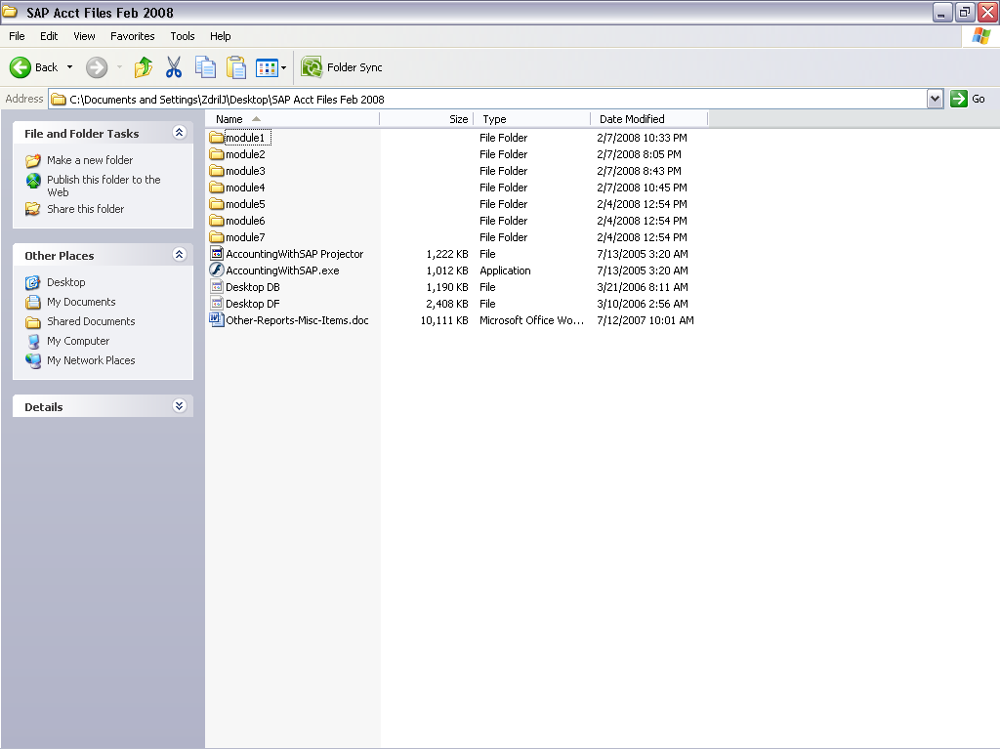 SAP Acct Files Feb 2008
File Edit View Favorites Tools Help
Back Folder Sync
Address C:\Documents and Settings\ZdrilJ\Desktop\SAP Acct Files Feb 2008 Go
File and Folder Tasks
Make a new folder
Publish this folder to the
Web
Share this folder
Other Places
Desktop
My Documents
Shared Documents
My Computer
My Network Places
Details
Name Size Type Date Modified
module1 File Folder 2/7/2008 10:33 PM
module2 File Folder 2/7/2008 8:05 PM
module3 File Folder 2/7/2008 8:43 PM
module4 File Folder 2/7/2008 10:45 PM
module5 File Folder 2/4/2008 12:54 PM
module6 File Folder 2/4/2008 12:54 PM
module7 File Folder 2/4/2008 12:54 PM
AccountingWithSAP Projector 1,222 KB File 7/13/2005 3:20 AM
AccountingWithSAP.exe 1,012 KB Application 7/13/2005 3:20 AM
Desktop DB 1,190 KB File 3/21/2006 8:11 AM
Desktop DF 2,408 KB File 3/10/2006 2:56 AM
Other-Reports-Misc-Items.doc 10,111 KB Microsoft Office Wo... 7/12/2007 10:01 AM